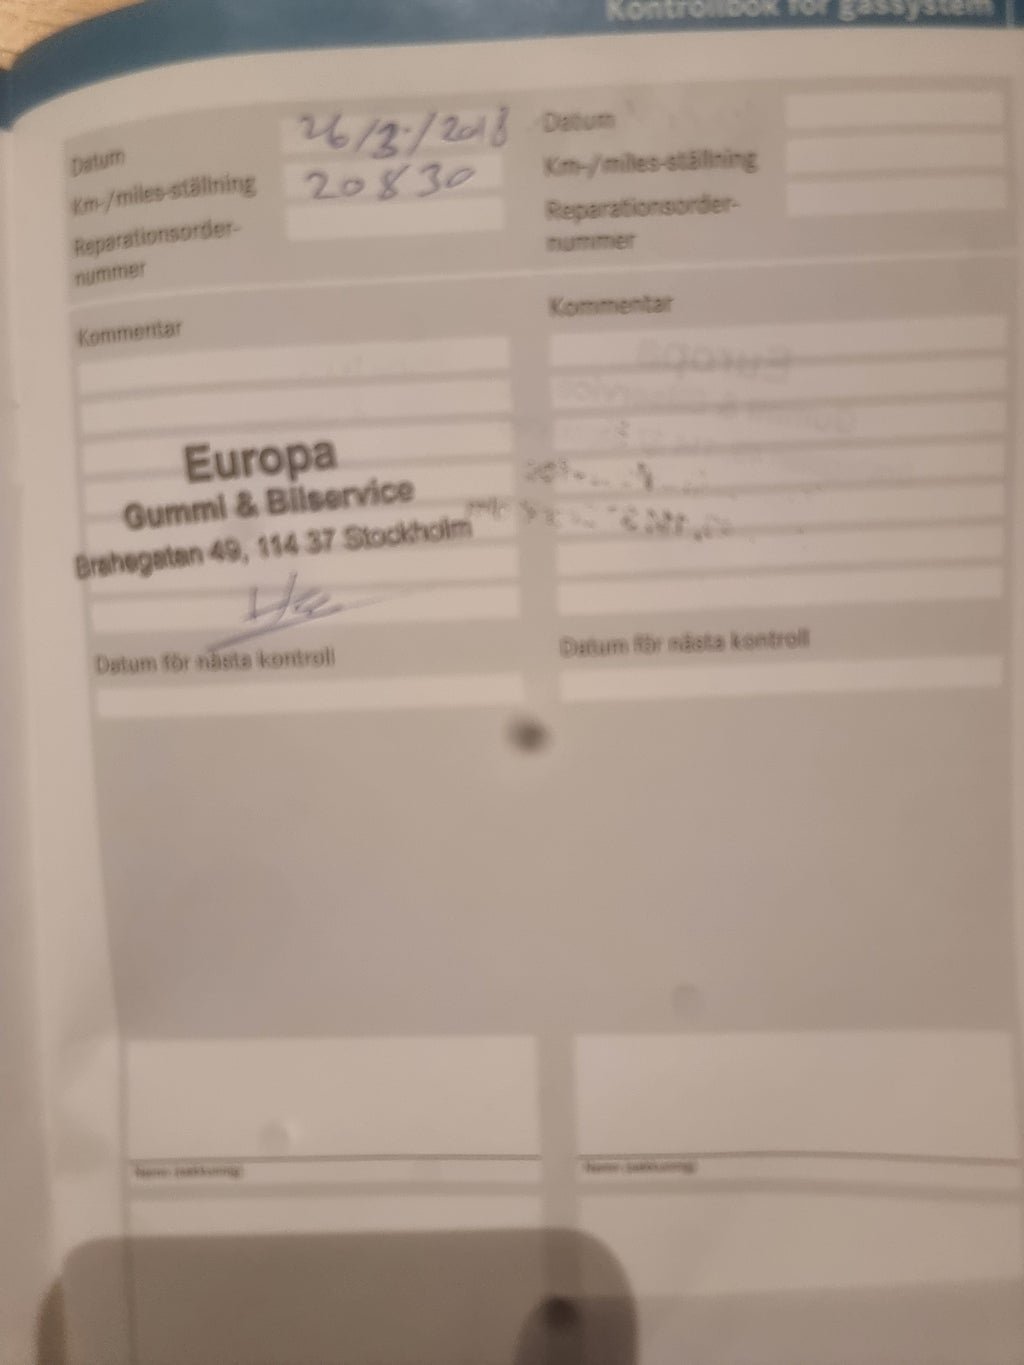 Kontrollbok för gassystem
Datum 26/3/2018
Km-/miles-ställning 20830
Reparationsorder-
nummer
Kommentar
Europa
Gummi & Bilservice
Brahegatan 49, 114 37 Stockholm
Datum för nästa kontroll
Datum
Km-/miles-ställning
Reparationsorder-
nummer
Kommentar
Datum för nästa kontroll